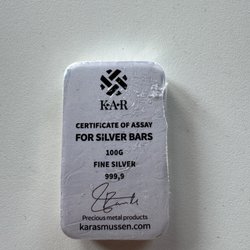 K·A·R
CERTIFICATE OF ASSAY
FOR SILVER BARS
100G
FINE SILVER
999,9
Precious metal products
karasmussen.com